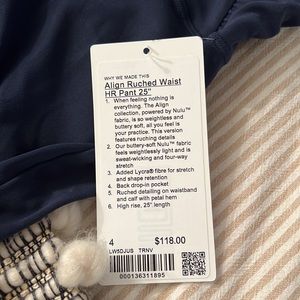 WHY WE MADE THIS
Align Ruched Waist
HR Pant 25"
1. When feeling nothing is
everything. The Align
collection, powered by Nulu™
fabric, is so weightless and
buttery soft, all you feel is
your practice. This version
features ruching details
2. Our buttery-soft Nulu™ fabric
feels weightlessly light and is
sweat-wicking and four-way
stretch
3. Added Lycra® fibre for stretch
and shape retention
4. Back drop-in pocket
5. Ruched detailing on waistband
and calf with petal hem
6. High rise, 25" length
4 $118.00
LW5DJUS TRNV
000136311895